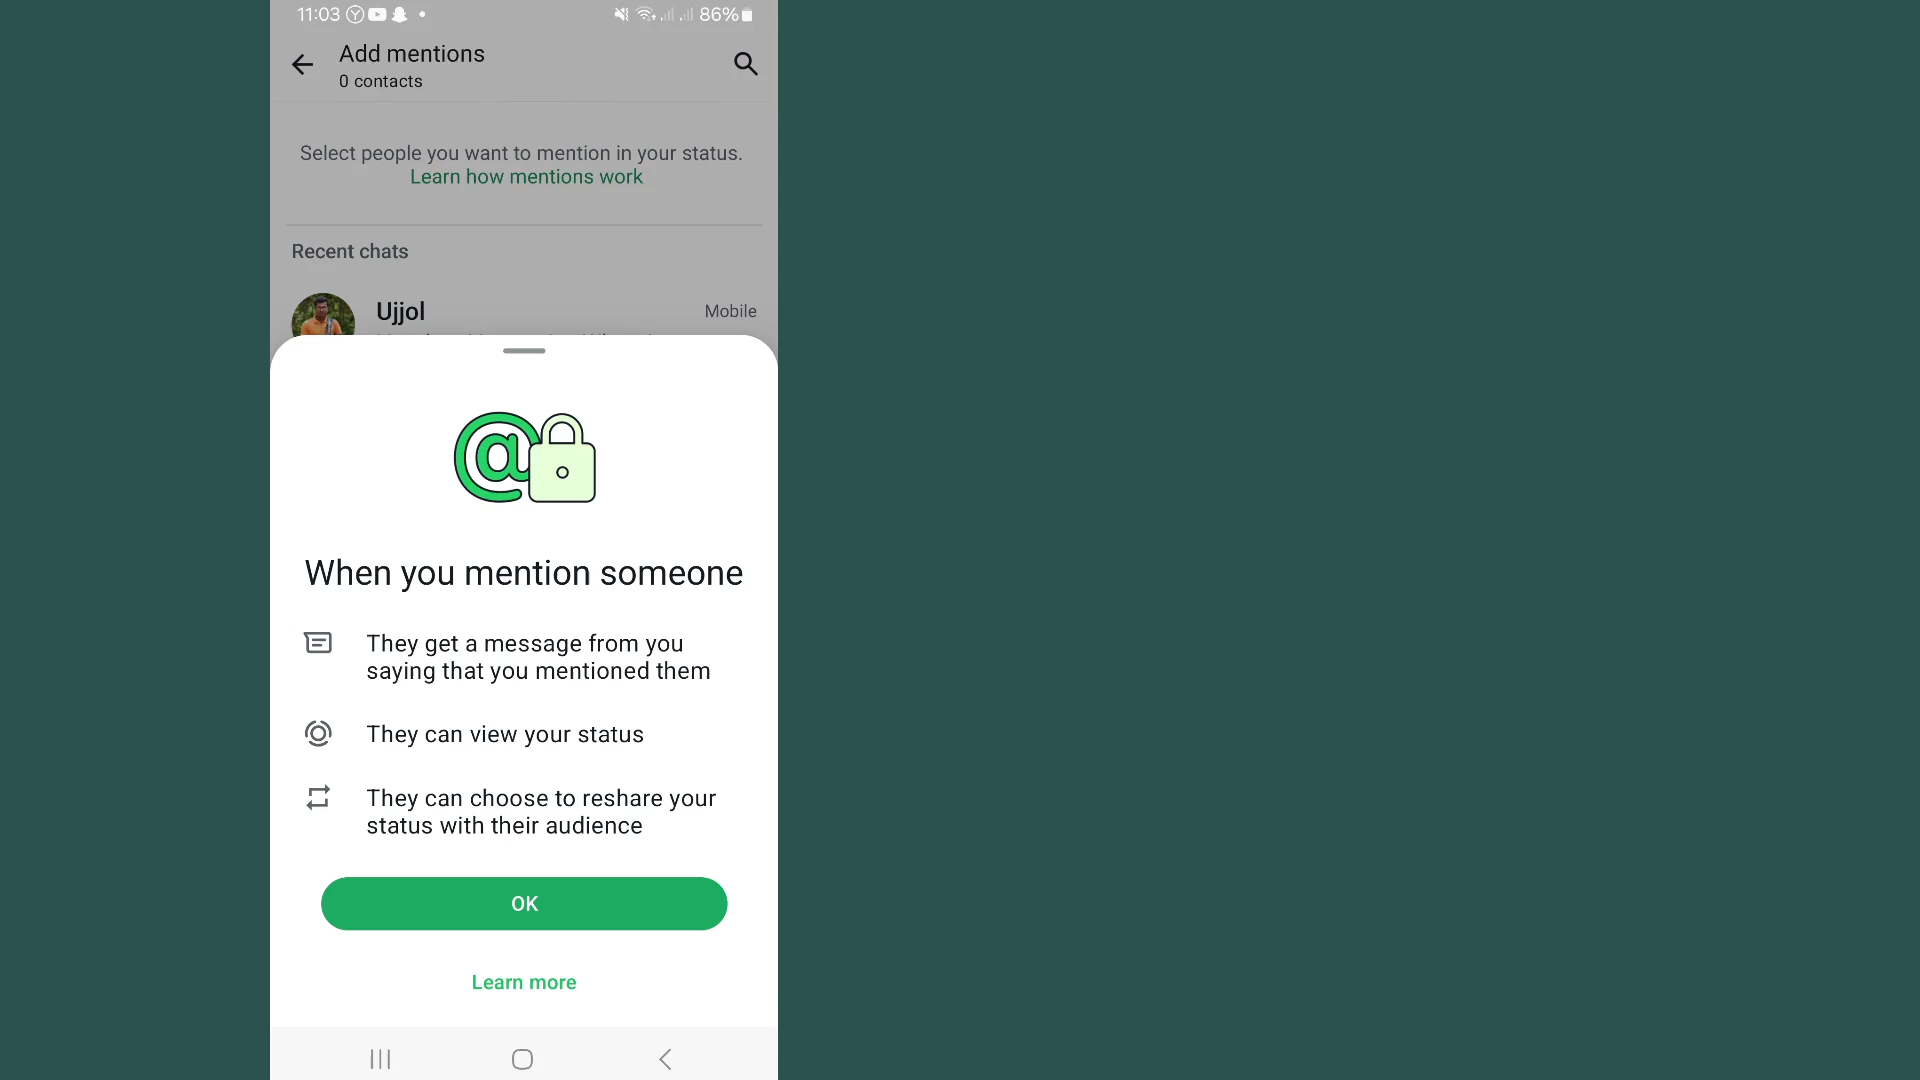 11:03
86%
Add mentions
0 contacts
Select people you want to mention in your status.
Learn how mentions work
Recent chats
Ujjol
Mobile
@
When you mention someone
They get a message from you
saying that you mentioned them
They can view your status
They can choose to reshare your
status with their audience
OK
Learn more